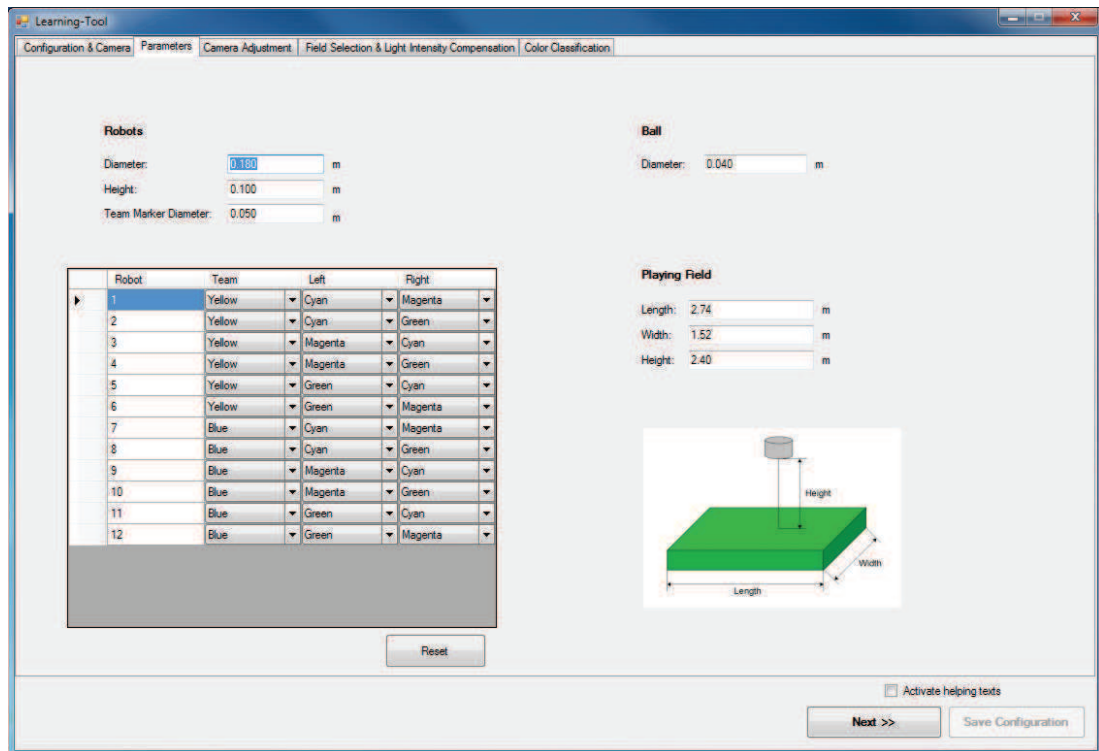 Learning-Tool
Configuration & Camera Parameters Camera Adjustment Field Selection & Light Intensity Compensation Color Classification
Robots
Diameter: 0.180 m
Height: 0.100 m
Team Marker Diameter: 0.050 m
Ball
Diameter: 0.040 m
Robot Team Left Right
1 Yellow Cyan Magenta
2 Yellow Cyan Green
3 Yellow Magenta Cyan
4 Yellow Magenta Green
5 Yellow Green Cyan
6 Yellow Green Magenta
7 Blue Cyan Magenta
8 Blue Cyan Green
9 Blue Magenta Cyan
10 Blue Magenta Green
11 Blue Green Cyan
12 Blue Green Magenta
Reset
Playing Field
Length: 2.74 m
Width: 1.52 m
Height: 2.40 m
Height
Width
Length
Activate helping texts
Next >> Save Configuration